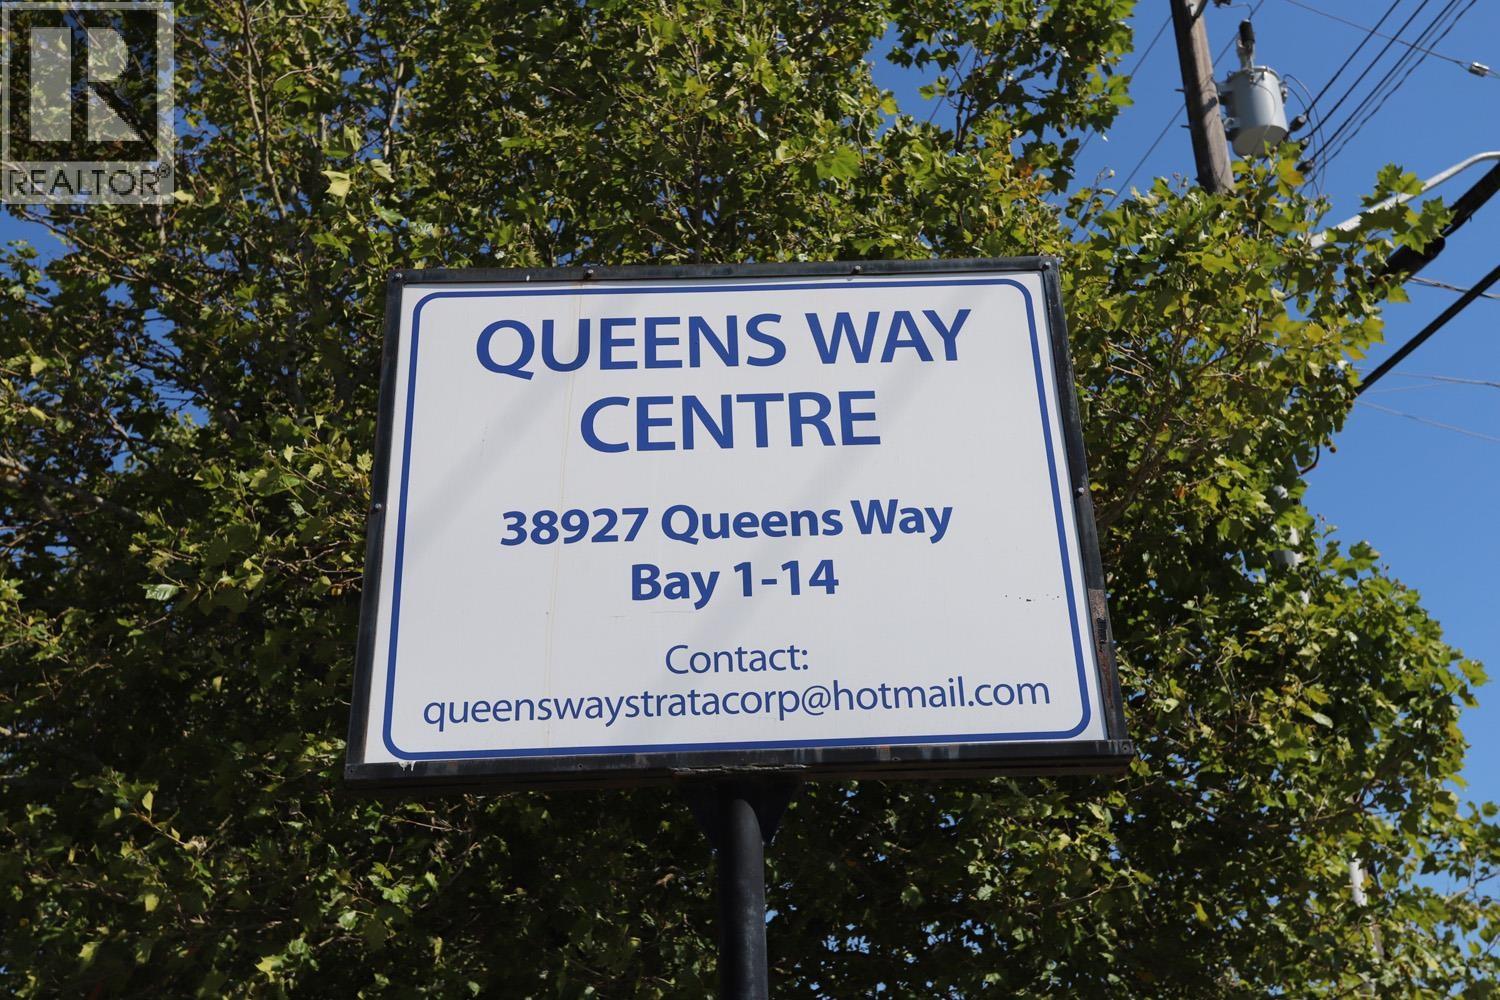 REALTOR®
QUEENS WAY
CENTRE
38927 Queens Way
Bay 1-14
Contact:
queenswaystratacorp@hotmail.com